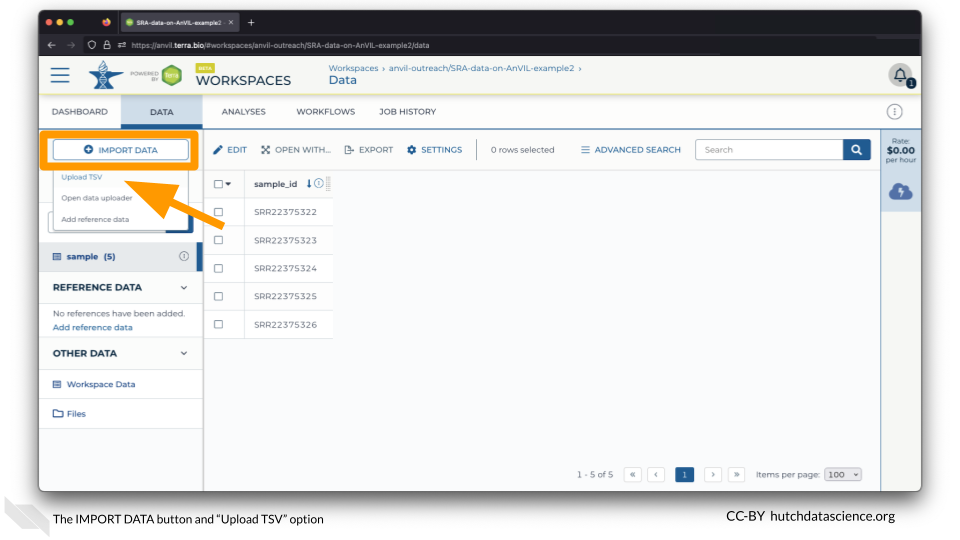 SRA-data-on-AnVIL-example2 - ×
+
https://anvil.terra.bio/#workspaces/anvil-outreach/SRA-data-on-AnVIL-example2/data
POWERED BY Terra
BETA
WORKSPACES
Workspaces › anvil-outreach/SRA-data-on-AnVIL-example2 ›
Data
1
DASHBOARD DATA ANALYSES WORKFLOWS JOB HISTORY
IMPORT DATA
EDIT OPEN WITH... EXPORT SETTINGS 0 rows selected ADVANCED SEARCH Search
Rate:
$0.00
per hour
Upload TSV
Open data uploader
Add reference data
sample_id
SRR22375322
SRR22375323
SRR22375324
SRR22375325
SRR22375326
sample (5)
REFERENCE DATA
No references have been added.
Add reference data
OTHER DATA
Workspace Data
Files
1 - 5 of 5 « ‹ 1 › » Items per page: 100
The IMPORT DATA button and “Upload TSV” option
CC-BY hutchdatascience.org